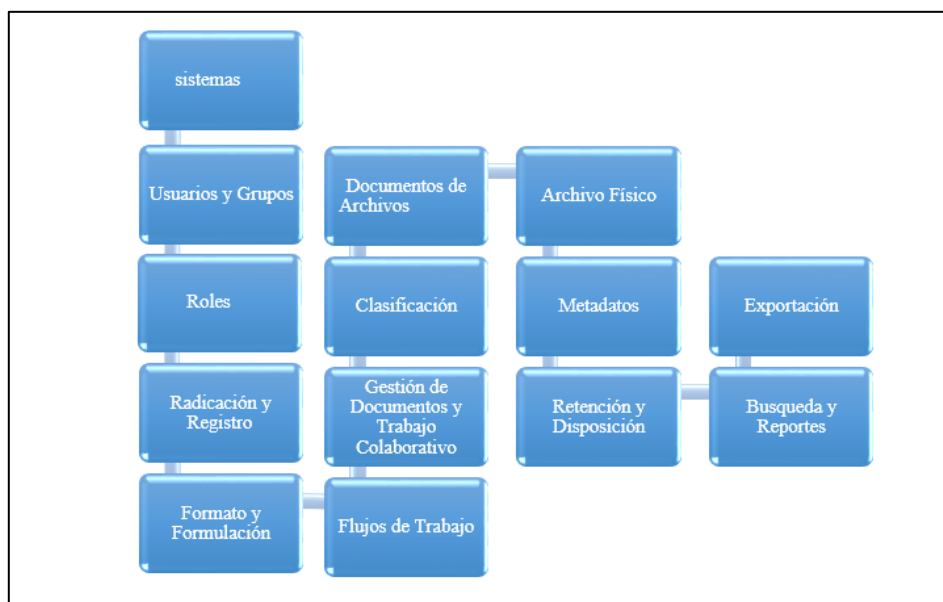 sistemas
Usuarios y Grupos
Roles
Radicación y
Registro
Formato y
Formulación
Flujos de Trabajo
Gestión de
Documentos y
Trabajo
Colaborativo
Clasificación
Documentos de
Archivos
Archivo Físico
Metadatos
Retención y
Disposición
Busqueda y
Reportes
Exportación